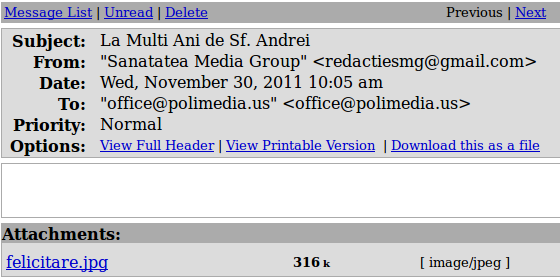 Message List | Unread | Delete Previous | Next
Subject: La Multi Ani de Sf. Andrei
From: "Sanatatea Media Group" <redactiesmg@gmail.com>
Date: Wed, November 30, 2011 10:05 am
To: "office@polimedia.us" <office@polimedia.us>
Priority: Normal
Options: View Full Header | View Printable Version | Download this as a file
Attachments:
felicitare.jpg 316 k [ image/jpeg ]